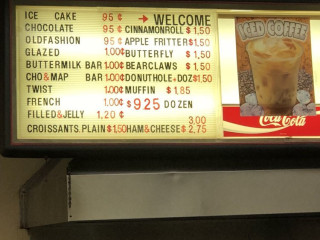 ICE CAKE 95¢ → WELCOME
CHOCOLATE 95¢ CINNAMONROLL $1,50
OLDFASHION 95¢ APPLE FRITTER $1,50
GLAZED 1.00¢ BUTTERFLY $1,50
BUTTERMILK BAR 1.00¢ BEARCLAWS $1,50
CHO&MAP BAR 1.00¢ DONUTHOLE+DOZ $1,50
TWIST 1.00¢ MUFFIN $1,85
FRENCH 1.00¢ $925 DOZEN
FILLED&JELLY 1,20¢ 3,00
CROISSANTS.PLAIN $1,50 HAM&CHEESE $2,75
ICED COFFEE
Coca Cola